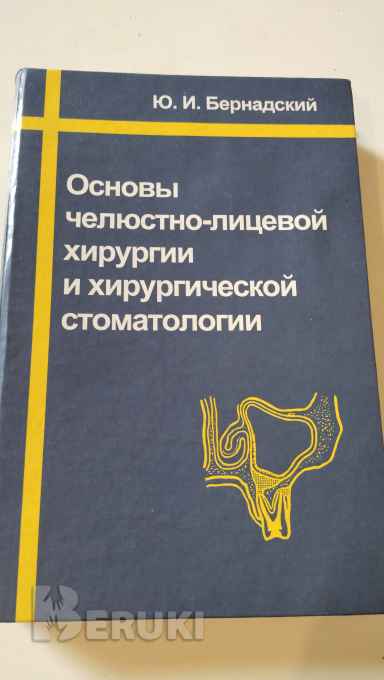 Ю. И. Бернадский
Основы
челюстно-лицевой
хирургии
и хирургической
стоматологии
BERUKI